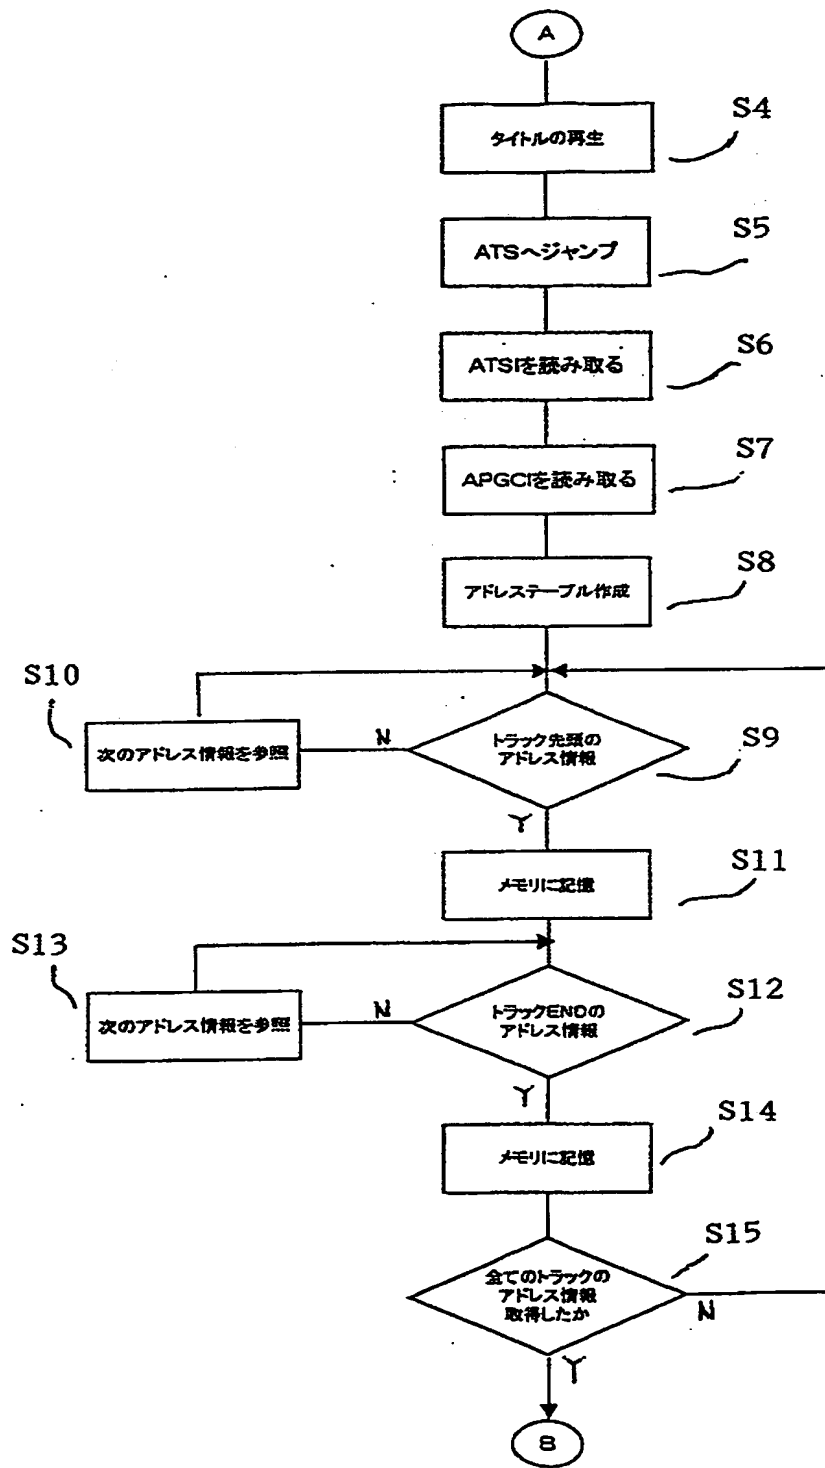 A
タイトルの再生
S4
ATSへジャンプ
S5
ATSIを読み取る
S6
APGCIを読み取る
S7
アドレステーブル作成
S8
S10
次のアドレス情報を参照
N
トラック先頭の
アドレス情報
S9
Y
メモリに記憶
S11
S13
次のアドレス情報を参照
N
トラックENDの
アドレス情報
S12
Y
メモリに記憶
S14
全てのトラックの
アドレス情報
取得したか
S15
N
Y
B